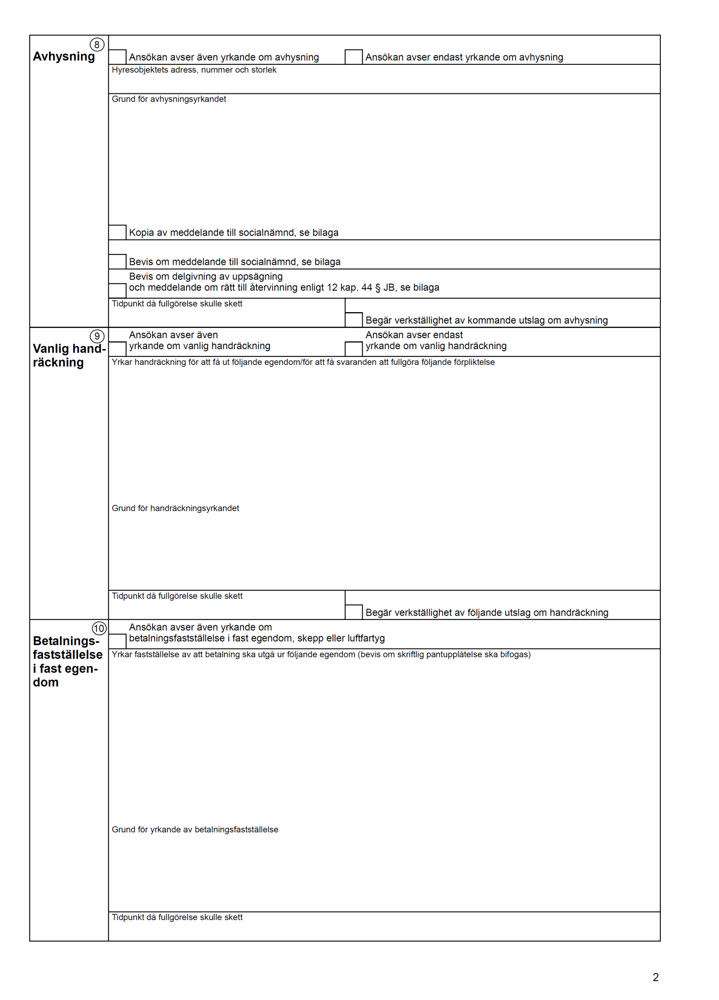 8
Avhysning
Ansökan avser även yrkande om avhysning
Ansökan avser endast yrkande om avhysning
Hyresobjektets adress, nummer och storlek
Grund för avhysningsyrkandet
Kopia av meddelande till socialnämnd, se bilaga
Bevis om meddelande till socialnämnd, se bilaga
Bevis om delgivning av uppsägning
och meddelande om rätt till återvinning enligt 12 kap. 44 § JB, se bilaga
Tidpunkt då fullgörelse skulle skett
Begär verkställighet av kommande utslag om avhysning
9
Vanlig hand-
räckning
Ansökan avser även
yrkande om vanlig handräckning
Ansökan avser endast
yrkande om vanlig handräckning
Yrkar handräckning för att få ut följande egendom/för att få svaranden att fullgöra följande förpliktelse
Grund för handräckningsyrkandet
Tidpunkt då fullgörelse skulle skett
Begär verkställighet av följande utslag om handräckning
10
Betalnings-
fastställelse
i fast egen-
dom
Ansökan avser även yrkande om
betalningsfastställelse i fast egendom, skepp eller luftfartyg
Yrkar fastställelse av att betalning ska utgå ur följande egendom (bevis om skriftlig pantupplåtelse ska bifogas)
Grund för yrkande av betalningsfastställelse
Tidpunkt då fullgörelse skulle skett
2